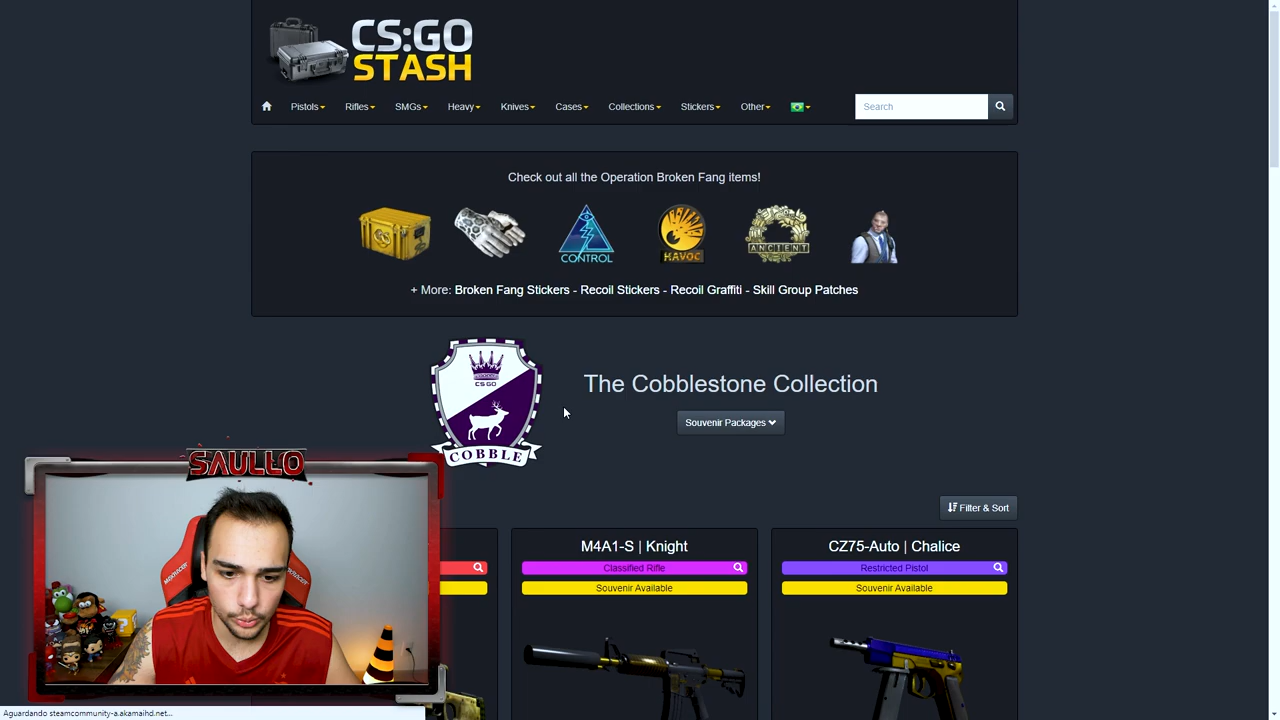 CS:GO
STASH
Pistols Rifles SMGs Heavy Knives Cases Collections Stickers Other Search
Check out all the Operation Broken Fang items!
CONTROL HAVOC ANCIENT
+ More: Broken Fang Stickers - Recoil Stickers - Recoil Graffiti - Skill Group Patches
CS GO
COBBLE
The Cobblestone Collection
Souvenir Packages
Filter & Sort
SAULLO
M4A1-S | Knight
Classified Rifle
Souvenir Available
CZ75-Auto | Chalice
Restricted Pistol
Souvenir Available
Aguardando steamcommunity-a.akamaihd.net...